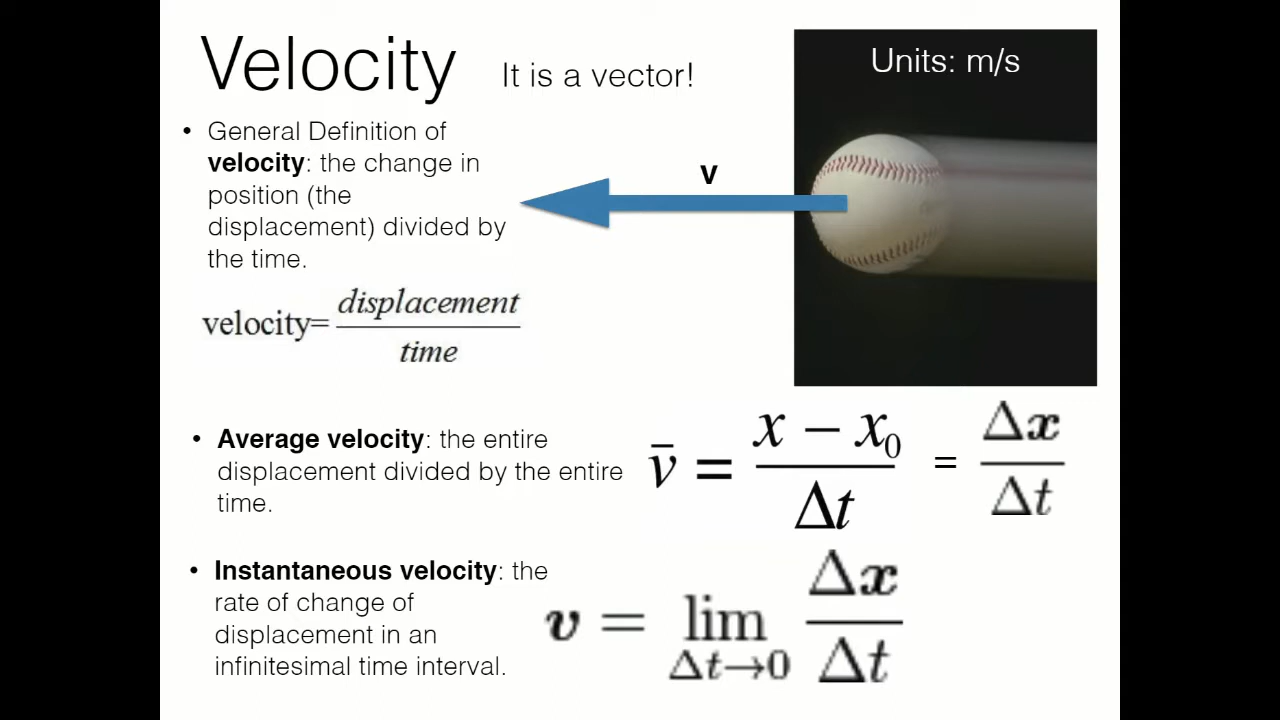 Velocity It is a vector!
Units: m/s
• General Definition of
velocity: the change in
position (the
displacement) divided by
the time.
v
velocity= displacement / time
• Average velocity: the entire
displacement divided by the entire
time.
v̄ = (x − x₀) / Δt = Δx / Δt
• Instantaneous velocity: the
rate of change of
displacement in an
infinitesimal time interval.
v = lim Δt→0 Δx / Δt